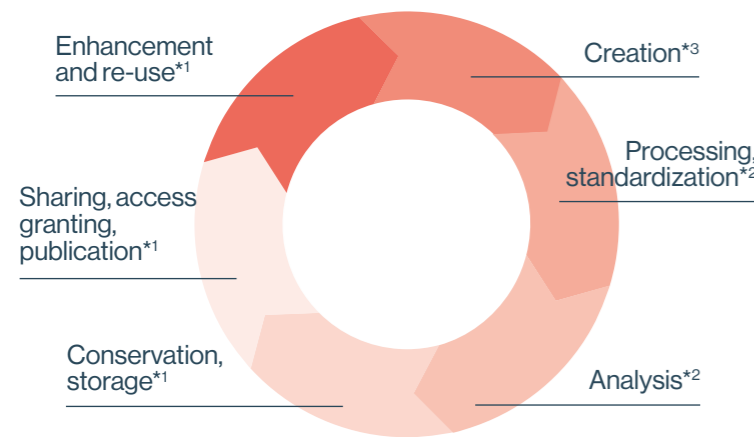 Enhancement
and re-use*1
Creation*3
Processing,
standardization*2
Sharing, access
granting,
publication*1
Conservation,
storage*1
Analysis*2